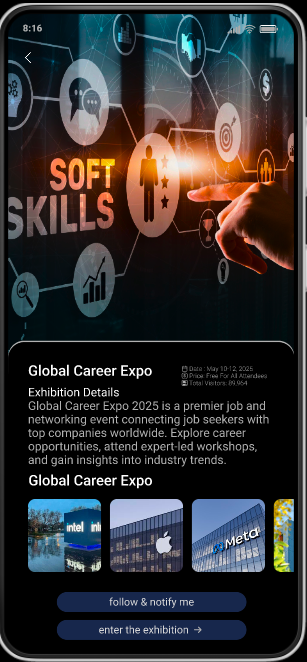 8:16
SOFT
SKILLS
Global Career Expo
Date : May 10-12, 2025
Price: Free For All Attendees
Total Visitors: 89,964
Exhibition Details
Global Career Expo 2025 is a premier job and
networking event connecting job seekers with
top companies worldwide. Explore career
opportunities, attend expert-led workshops,
and gain insights into industry trends.
Global Career Expo
intel
Meta
follow & notify me
enter the exhibition →